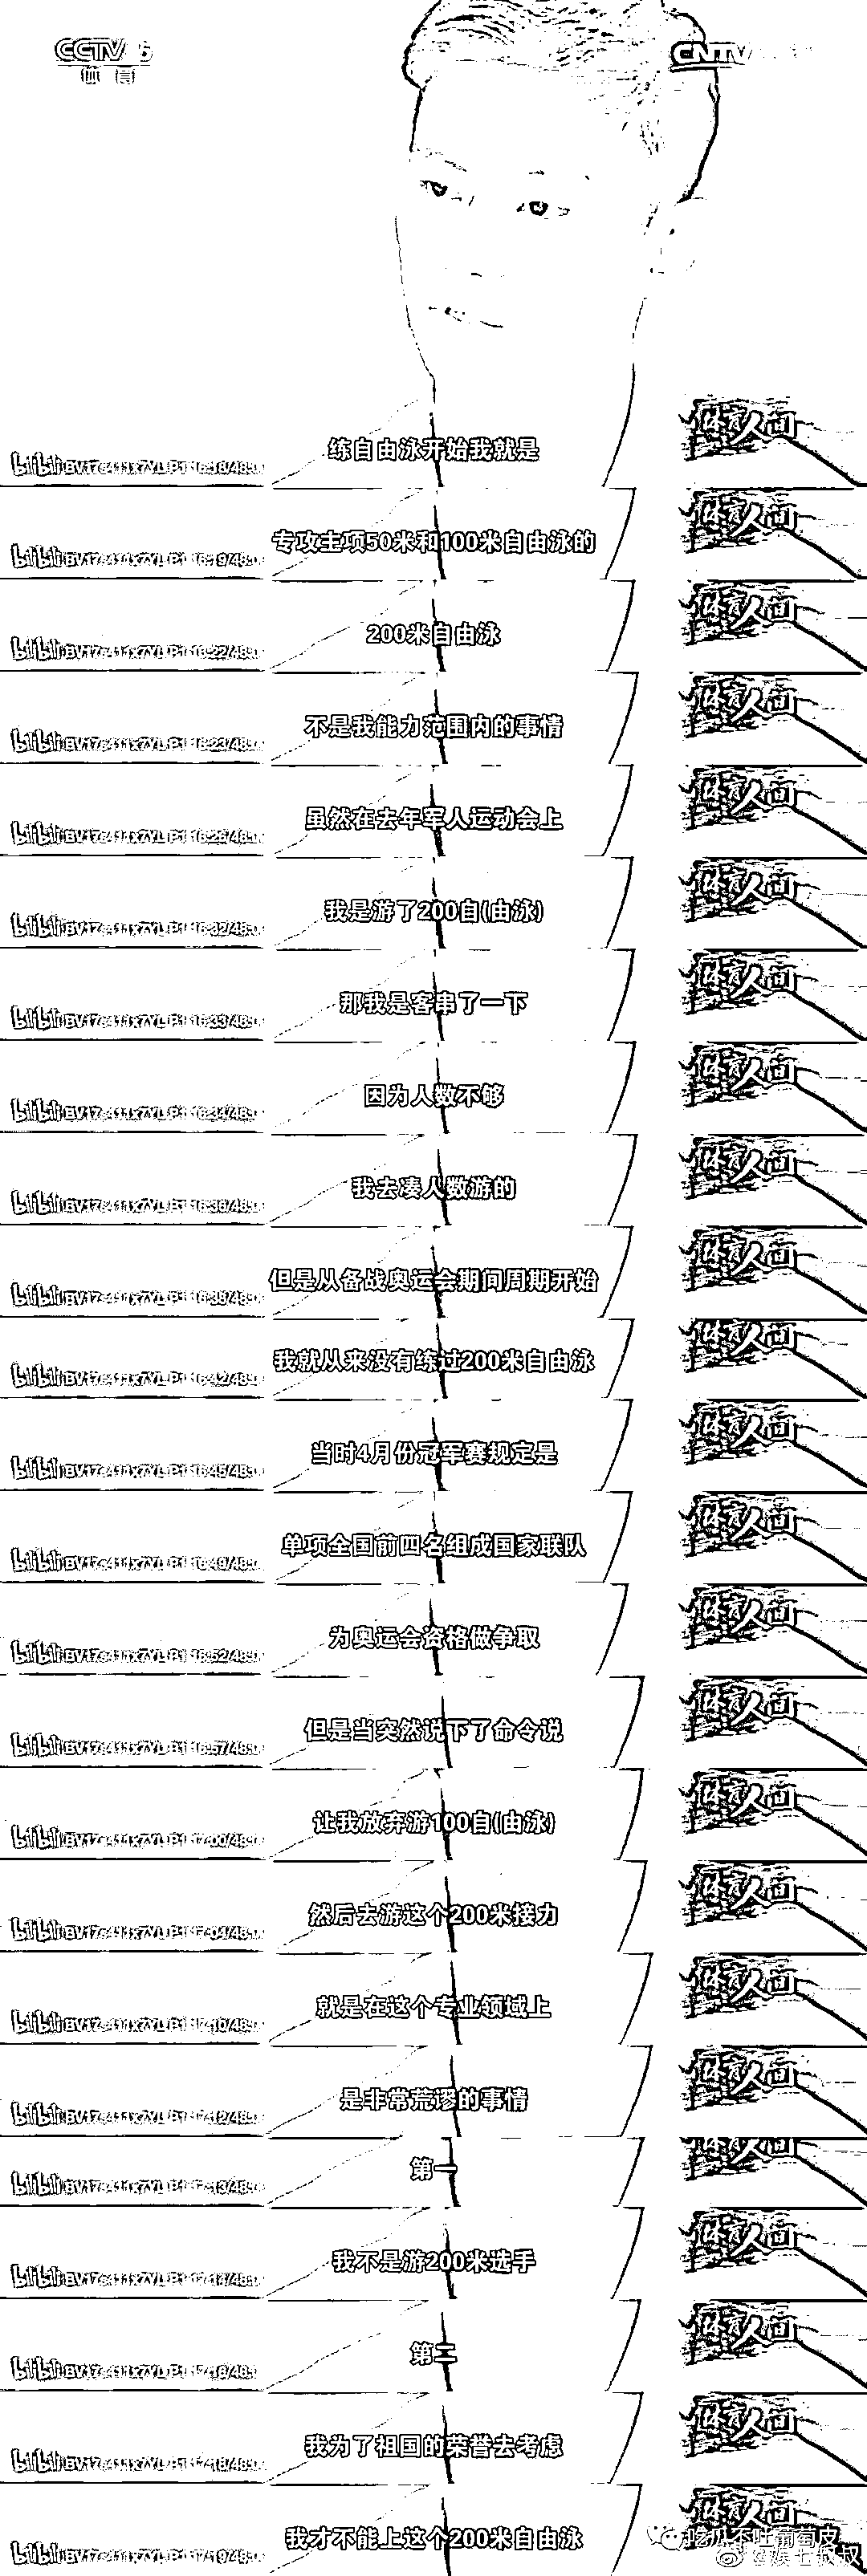 CCTV 5
体育
CNTV
体育人间
练自由泳开始我就是
bilibili
专攻主项50米和100米自由泳的
200米自由泳
不是我能力范围内的事情
虽然在去年军人运动会上
我是游了200自(由泳)
那我是客串了一下
因为人数不够
我去凑人数游的
但是从备战奥运会期间周期开始
我就从来没有练过200米自由泳
当时4月份冠军赛规定是
单项全国前四名组成国家联队
为奥运会资格做争取
但是当突然说下了命令说
让我放弃游100自(由泳)
然后去游这个200米接力
就是在这个专业领域上
是非常荒谬的事情
第一
我不是游200米选手
第二
我为了祖国的荣誉去考虑
我才不能上这个200米自由泳
吃瓜不吐葡萄皮
@娱七叔叔